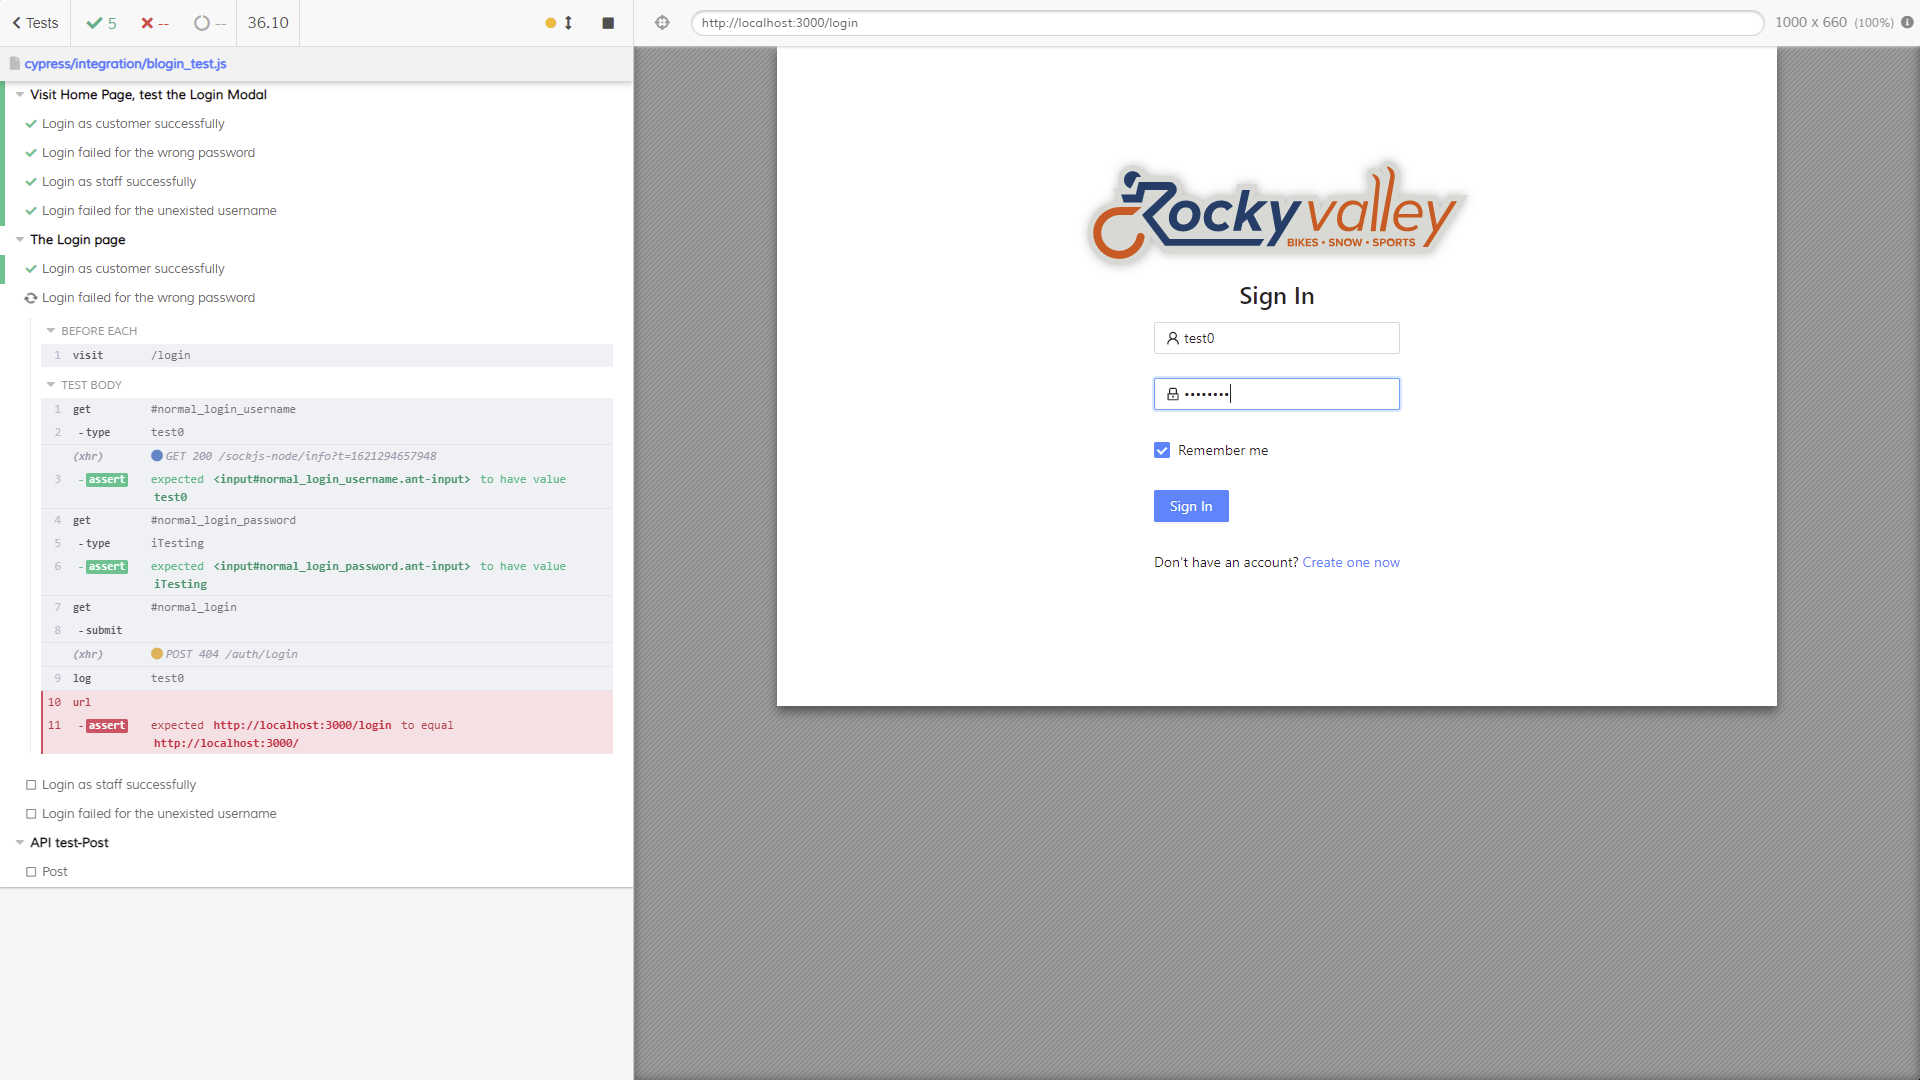 Tests
5
--
--
36.10
http://localhost:3000/login
1000 x 660 (100%)
cypress/integration/blogin_test.js
Visit Home Page, test the Login Modal
Login as customer successfully
Login failed for the wrong password
Login as staff successfully
Login failed for the unexisted username
The Login page
Login as customer successfully
Login failed for the wrong password
BEFORE EACH
1 visit /login
TEST BODY
1 get #normal_login_username
2 -type test0
(xhr) GET 200 /sockjs-node/info?t=1621294657948
3 -assert expected <input#normal_login_username.ant-input> to have value
test0
4 get #normal_login_password
5 -type iTesting
6 -assert expected <input#normal_login_password.ant-input> to have value
iTesting
7 get #normal_login
8 -submit
(xhr) POST 404 /auth/login
9 log test0
10 url
11 -assert expected http://localhost:3000/login to equal
http://localhost:3000/
Login as staff successfully
Login failed for the unexisted username
API test-Post
Post
Rockyvalley
BIKES • SNOW • SPORTS
Sign In
test0
••••••••
Remember me
Sign In
Don't have an account? Create one now